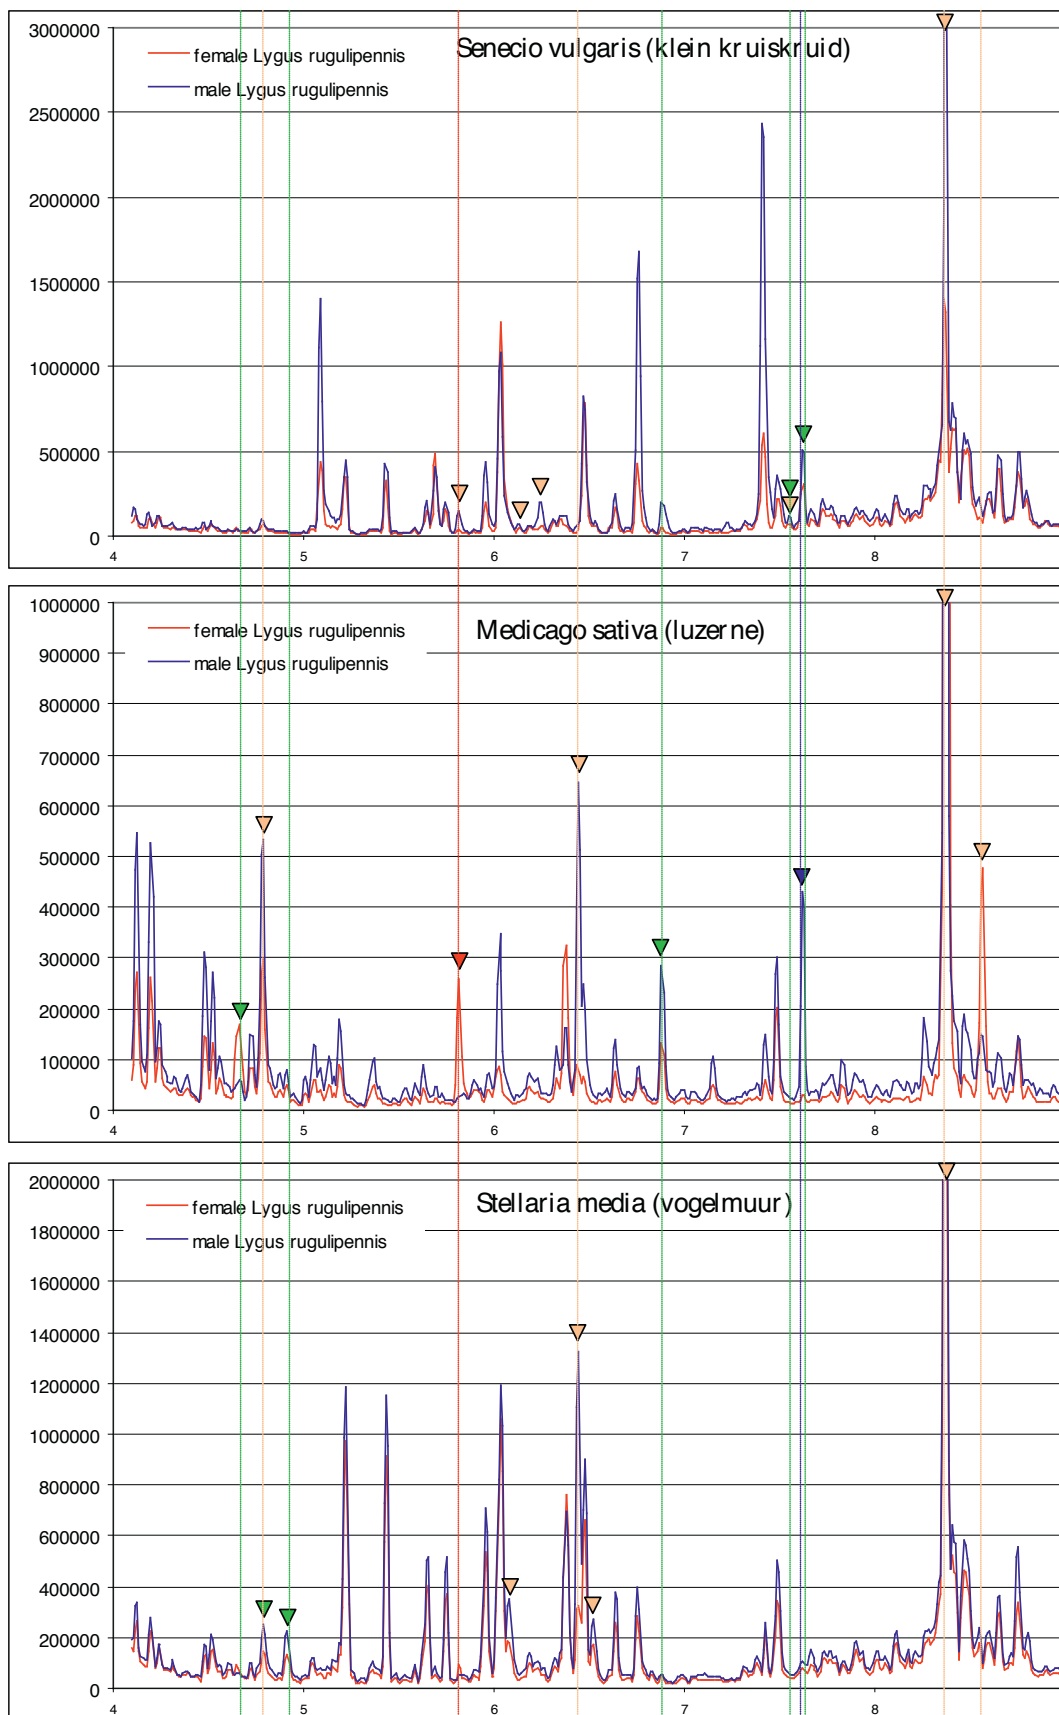 Senecio vulgaris (klein kruiskruid)
female Lygus rugulipennis
male Lygus rugulipennis
3000000
2500000
2000000
1500000
1000000
500000
0
4 5 6 7 8
Medicago sativa (luzerne)
female Lygus rugulipennis
male Lygus rugulipennis
1000000
900000
800000
700000
600000
500000
400000
300000
200000
100000
0
4 5 6 7 8
Stellaria media (vogelmuur)
female Lygus rugulipennis
male Lygus rugulipennis
2000000
1800000
1600000
1400000
1200000
1000000
800000
600000
400000
200000
0
4 5 6 7 8